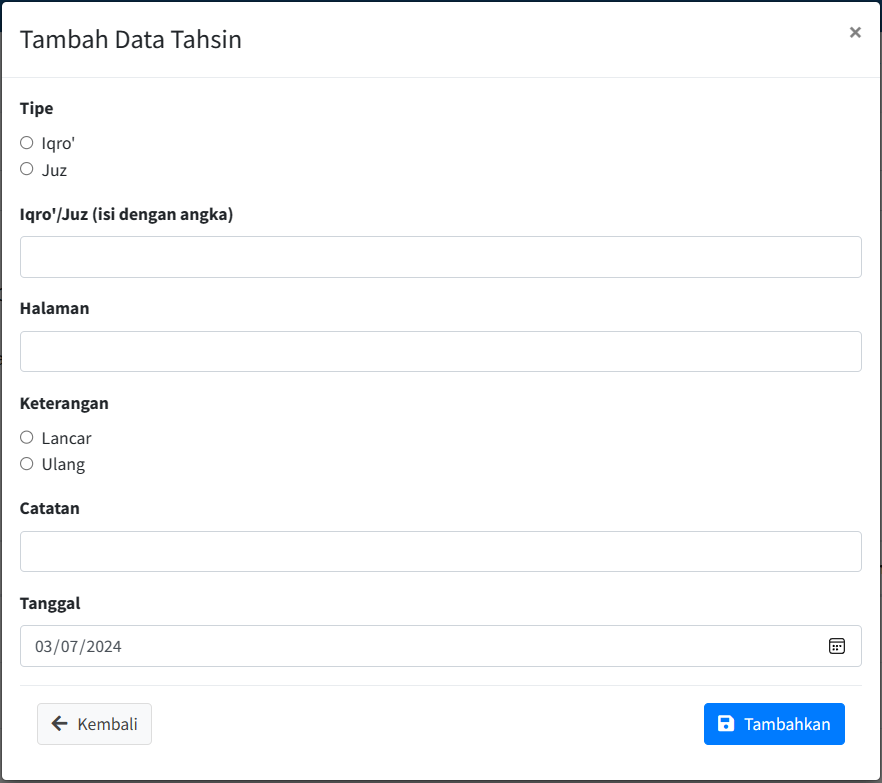 Tambah Data Tahsin ×
Tipe
Iqro'
Juz
Iqro'/Juz (isi dengan angka)
Halaman
Keterangan
Lancar
Ulang
Catatan
Tanggal
03/07/2024
Kembali
Tambahkan